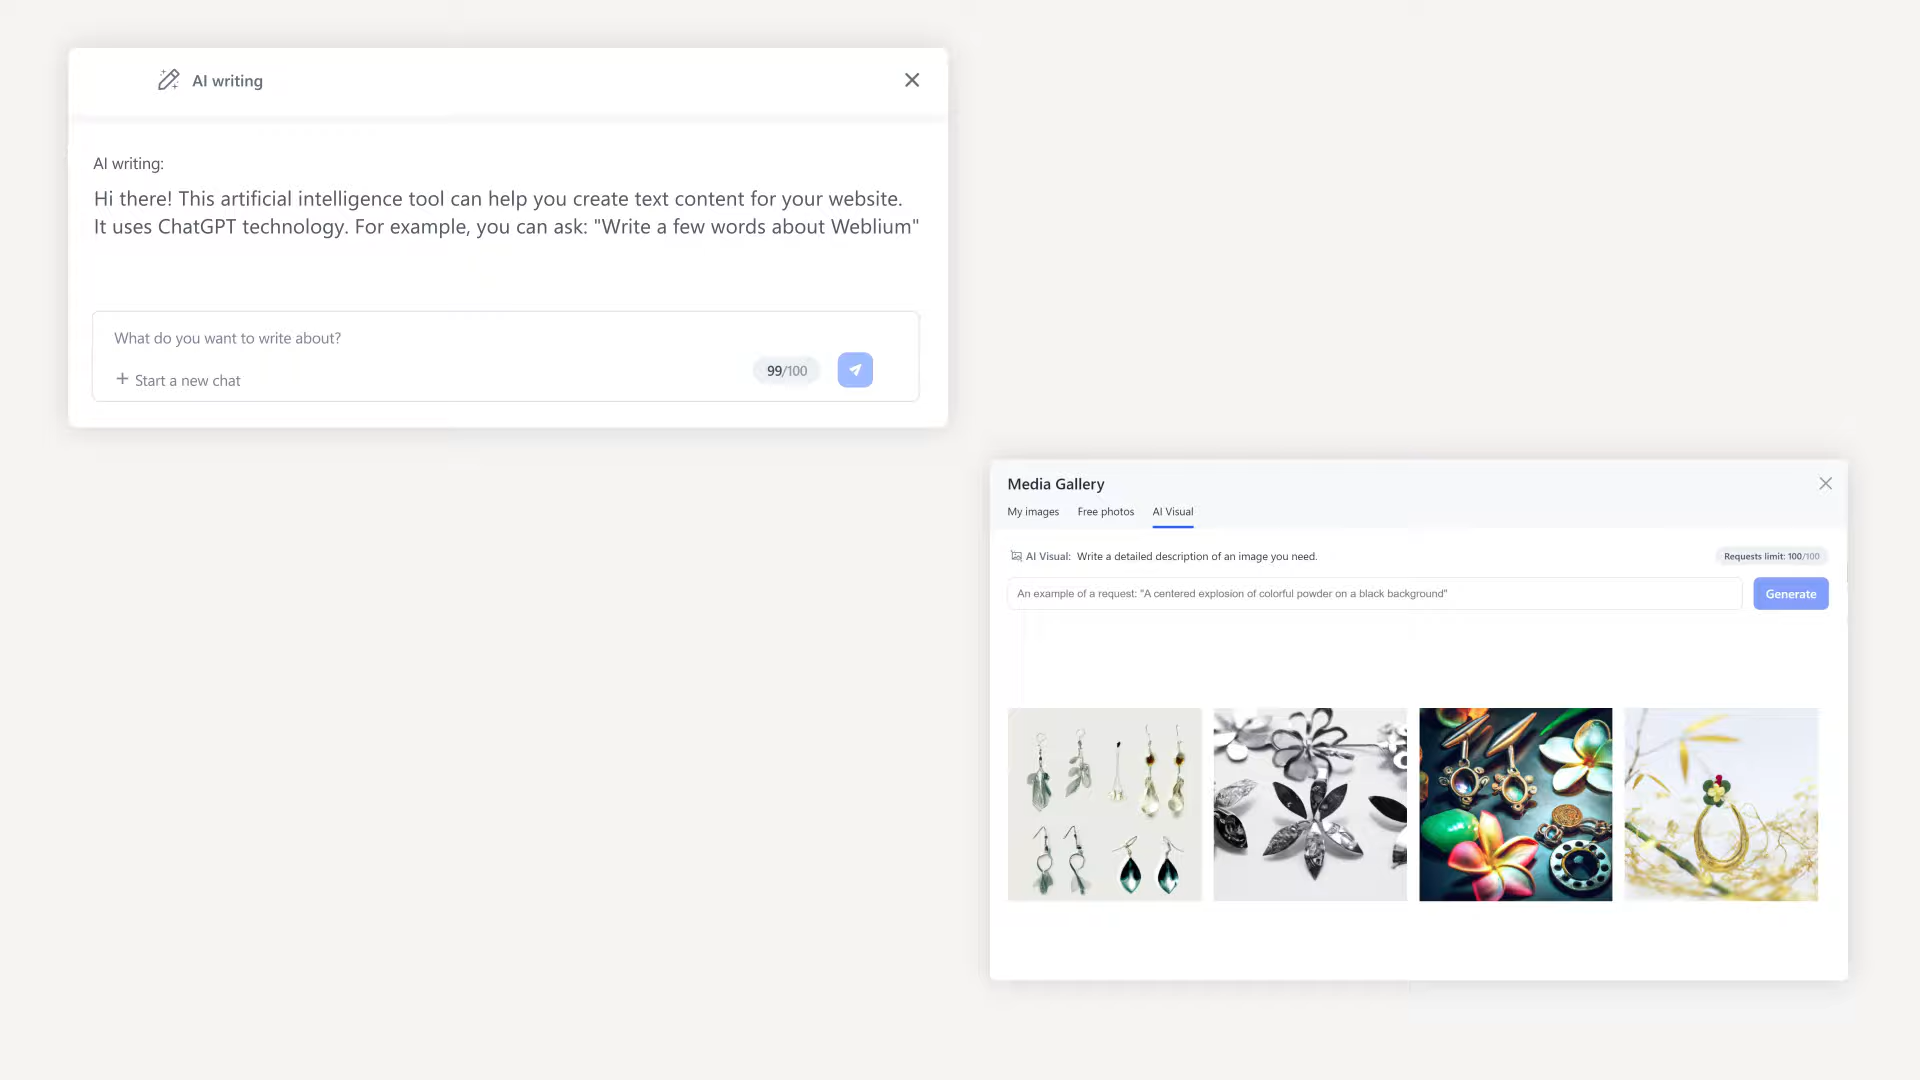 AI writing
AI writing:
Hi there! This artificial intelligence tool can help you create text content for your website.
It uses ChatGPT technology. For example, you can ask: "Write a few words about Weblium"
What do you want to write about?
+ Start a new chat
99/100
Media Gallery
My images Free photos AI Visual
AI Visual: Write a detailed description of an image you need.
Requests limit: 100/100
An example of a request: "A centered explosion of colorful powder on a black background"
Generate